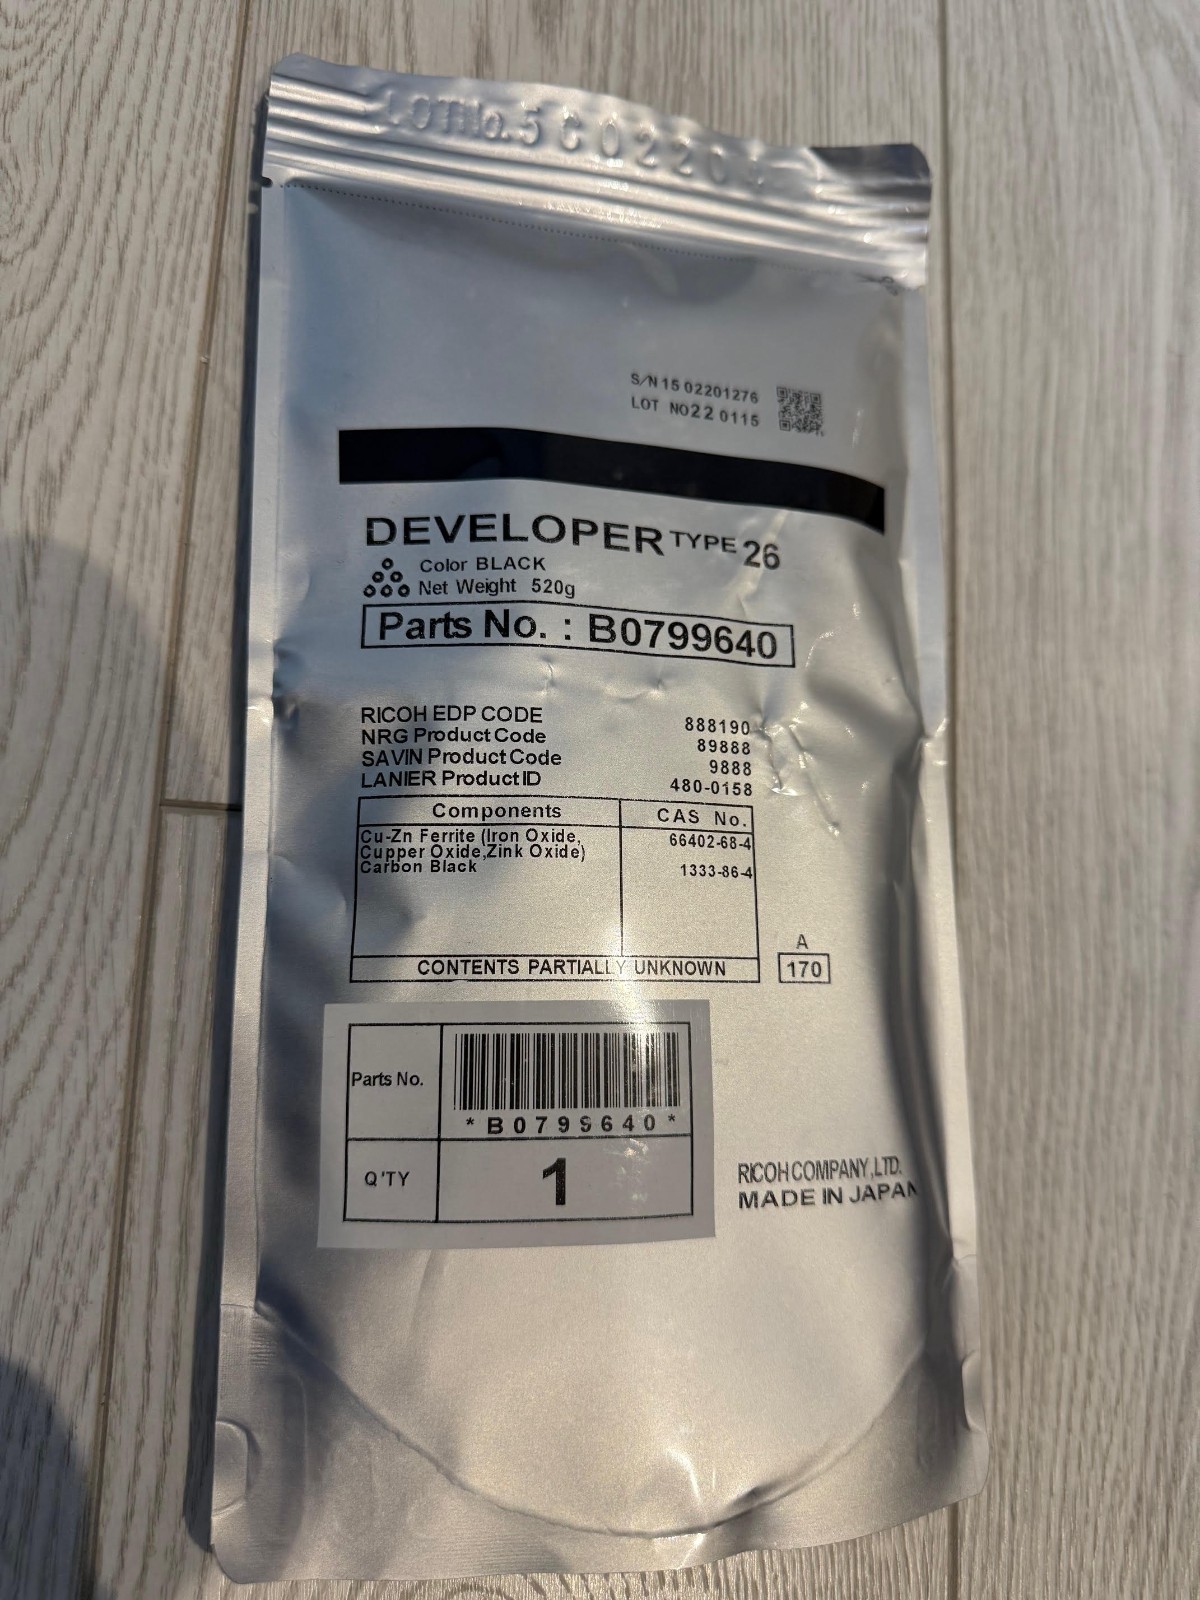 LOT No. 5C0220
S/N 15 02201276
LOT NO 22 0115
DEVELOPER TYPE 26
Color BLACK
Net Weight 520g
Parts No. : B0799640
RICOH EDP CODE 888190
NRG Product Code 89888
SAVIN Product Code 9888
LANIER Product ID 480-0158
Components CAS No.
Cu-Zn Ferrite (Iron Oxide, 66402-68-4
Cupper Oxide,Zink Oxide)
Carbon Black 1333-86-4
CONTENTS PARTIALLY UNKNOWN
A
170
Parts No.
*B0799640*
Q'TY 1
RICOH COMPANY,LTD.
MADE IN JAPAN